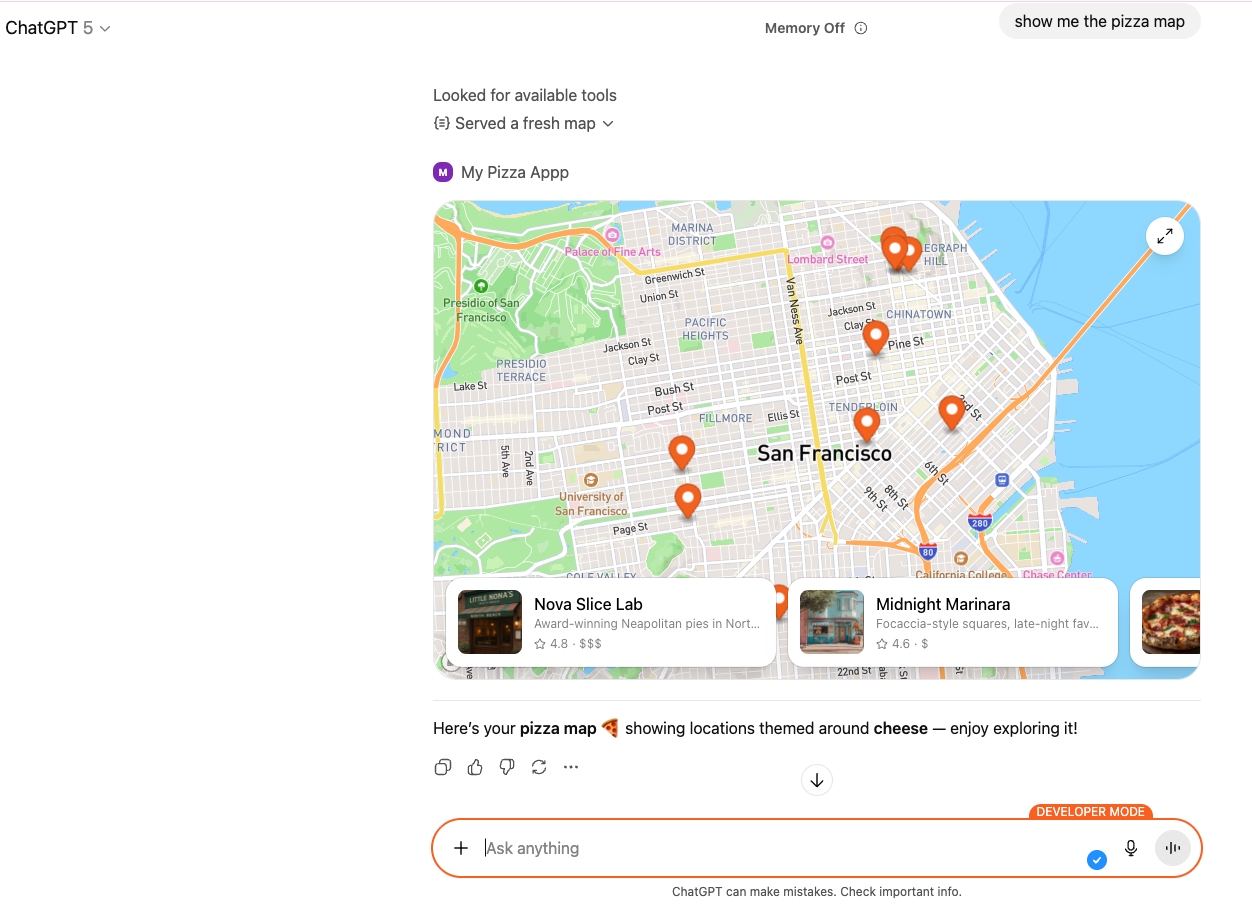 ChatGPT 5
Memory Off
show me the pizza map
Looked for available tools
Served a fresh map
M My Pizza Appp
MARINA
DISTRICT
Palace of Fine Arts
Lombard Street
EGRAPH
HILL
Greenwich St
Union St
Van Ness Ave
Presidio of San
Francisco
PACIFIC
HEIGHTS
Jackson St
Clay St
CHINATOWN
Pine St
Jackson St
Clay St
PRESIDIO
TERRACE
Lake St
Bush St
Post St
Post St
FILLMORE
Ellis St
TENDERLOIN
3rd St
MOND
TRICT
5th Ave
2nd Ave
San Francisco
6th St
8th St
9th St
University of
San Francisco
Page St
280
80
California College
Chase Center
COLE VALLEY
LITTLE NONA'S
Nova Slice Lab
Award-winning Neapolitan pies in Nort...
4.8 · $$$
Midnight Marinara
Focaccia-style squares, late-night fav...
4.6 · $
22nd St
Here's your pizza map 🍕 showing locations themed around cheese — enjoy exploring it!
DEVELOPER MODE
Ask anything
ChatGPT can make mistakes. Check important info.